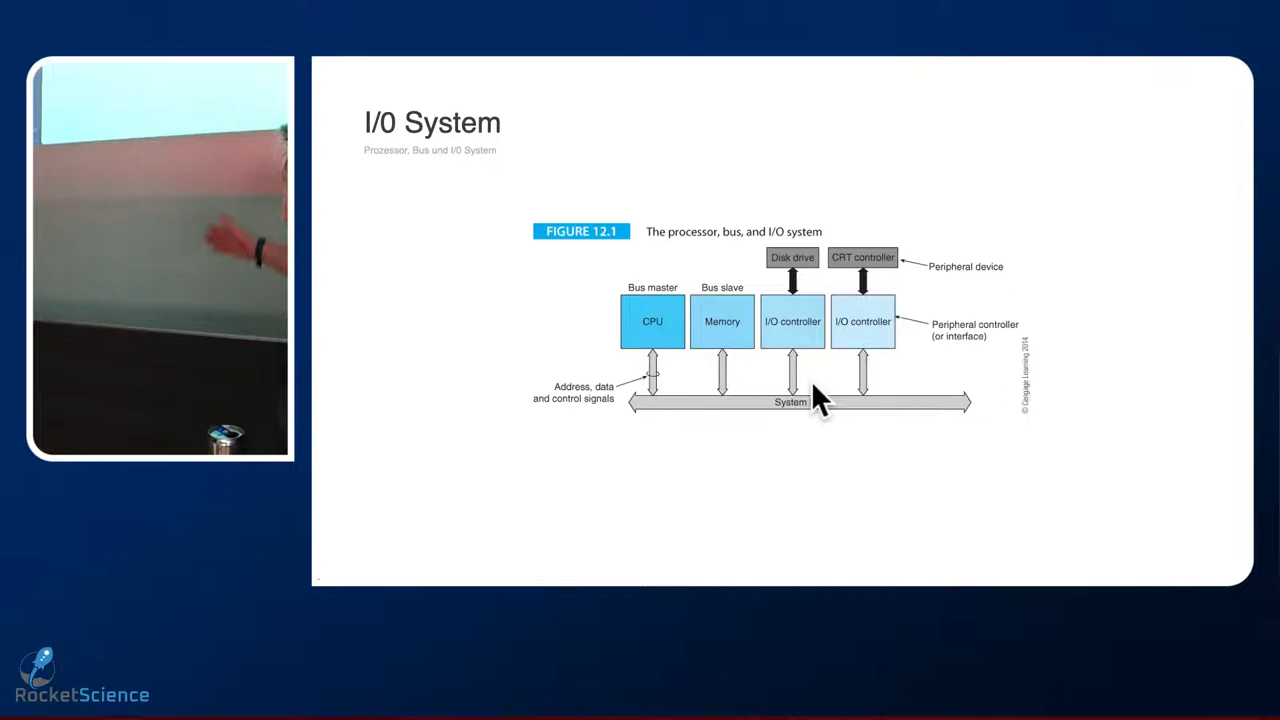 I/0 System
Prozessor, Bus und I/0 System
FIGURE 12.1 The processor, bus, and I/O system
Disk drive
CRT controller
Peripheral device
Bus master
Bus slave
CPU
Memory
I/O controller
I/O controller
Peripheral controller
(or interface)
Address, data
and control signals
System
© Cengage Learning 2014
RocketScience